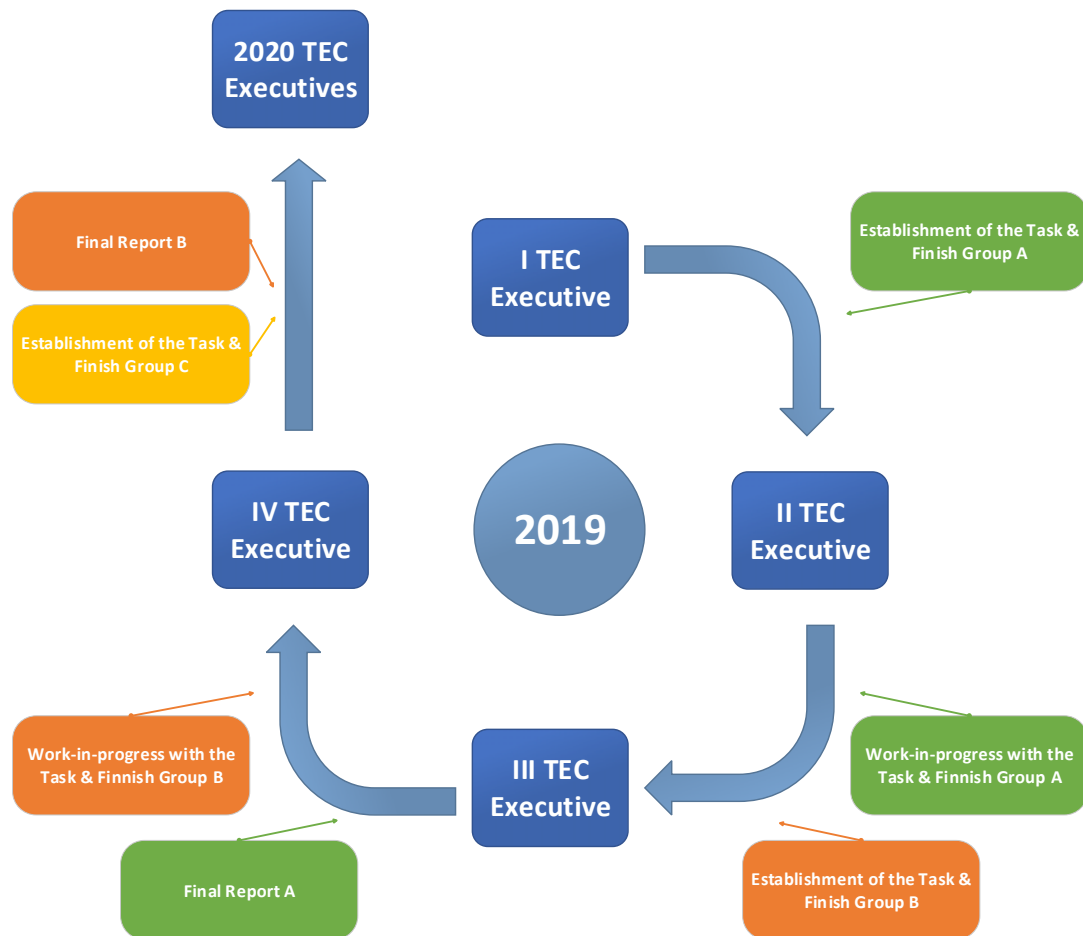 2020 TEC
Executives
Final Report B
Establishment of the Task &
Finish Group C
I TEC
Executive
Establishment of the Task &
Finish Group A
IV TEC
Executive
2019
II TEC
Executive
Work-in-progress with the
Task & Finnish Group B
Final Report A
III TEC
Executive
Work-in-progress with the
Task & Finnish Group A
Establishment of the Task &
Finish Group B